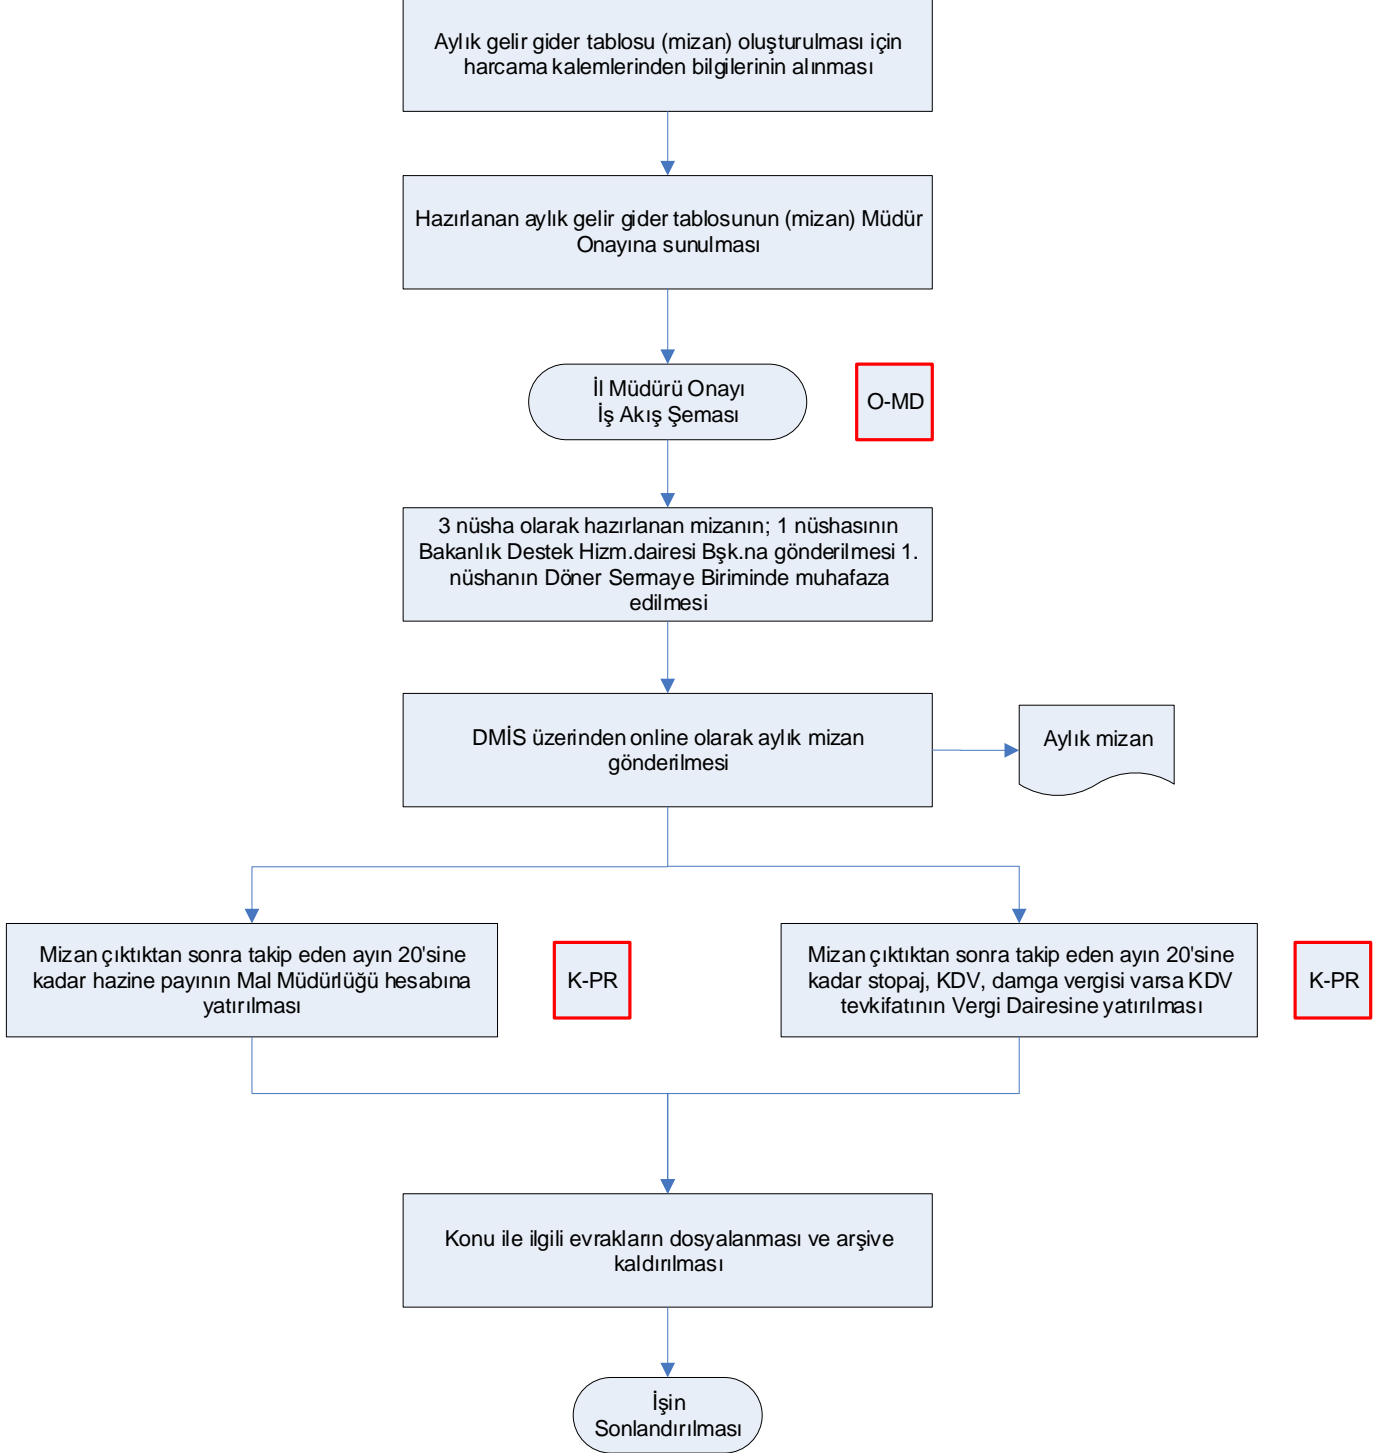 Aylık gelir gider tablosu (mizan) oluşturulması için
harcama kalemlerinden bilgilerinin alınması
Hazırlanan aylık gelir gider tablosunun (mizan) Müdür
Onayına sunulması
İl Müdürü Onayı
İş Akış Şeması
O-MD
3 nüsha olarak hazırlanan mizanın; 1 nüshasının
Bakanlık Destek Hizm.dairesi Bşk.na gönderilmesi 1.
nüshanın Döner Sermaye Biriminde muhafaza
edilmesi
DMİS üzerinden online olarak aylık mizan
gönderilmesi
Aylık mizan
Mizan çıktıktan sonra takip eden ayın 20'sine
kadar hazine payının Mal Müdürlüğü hesabına
yatırılması
K-PR
Mizan çıktıktan sonra takip eden ayın 20'sine
kadar stopaj, KDV, damga vergisi varsa KDV
tevkifatının Vergi Dairesine yatırılması
K-PR
Konu ile ilgili evrakların dosyalanması ve arşive
kaldırılması
İşin
Sonlandırılması